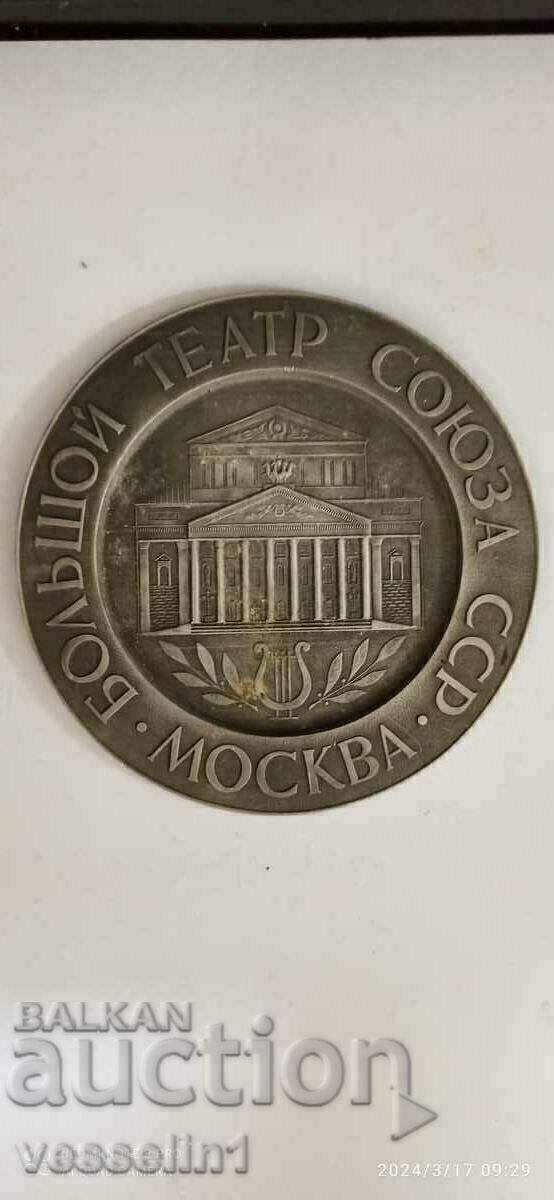 БОЛЬШОЙ ТЕАТР СОЮЗА ССР
· МОСКВА ·
BALKAN
auction
vesselin1
2024/3/17 09:29